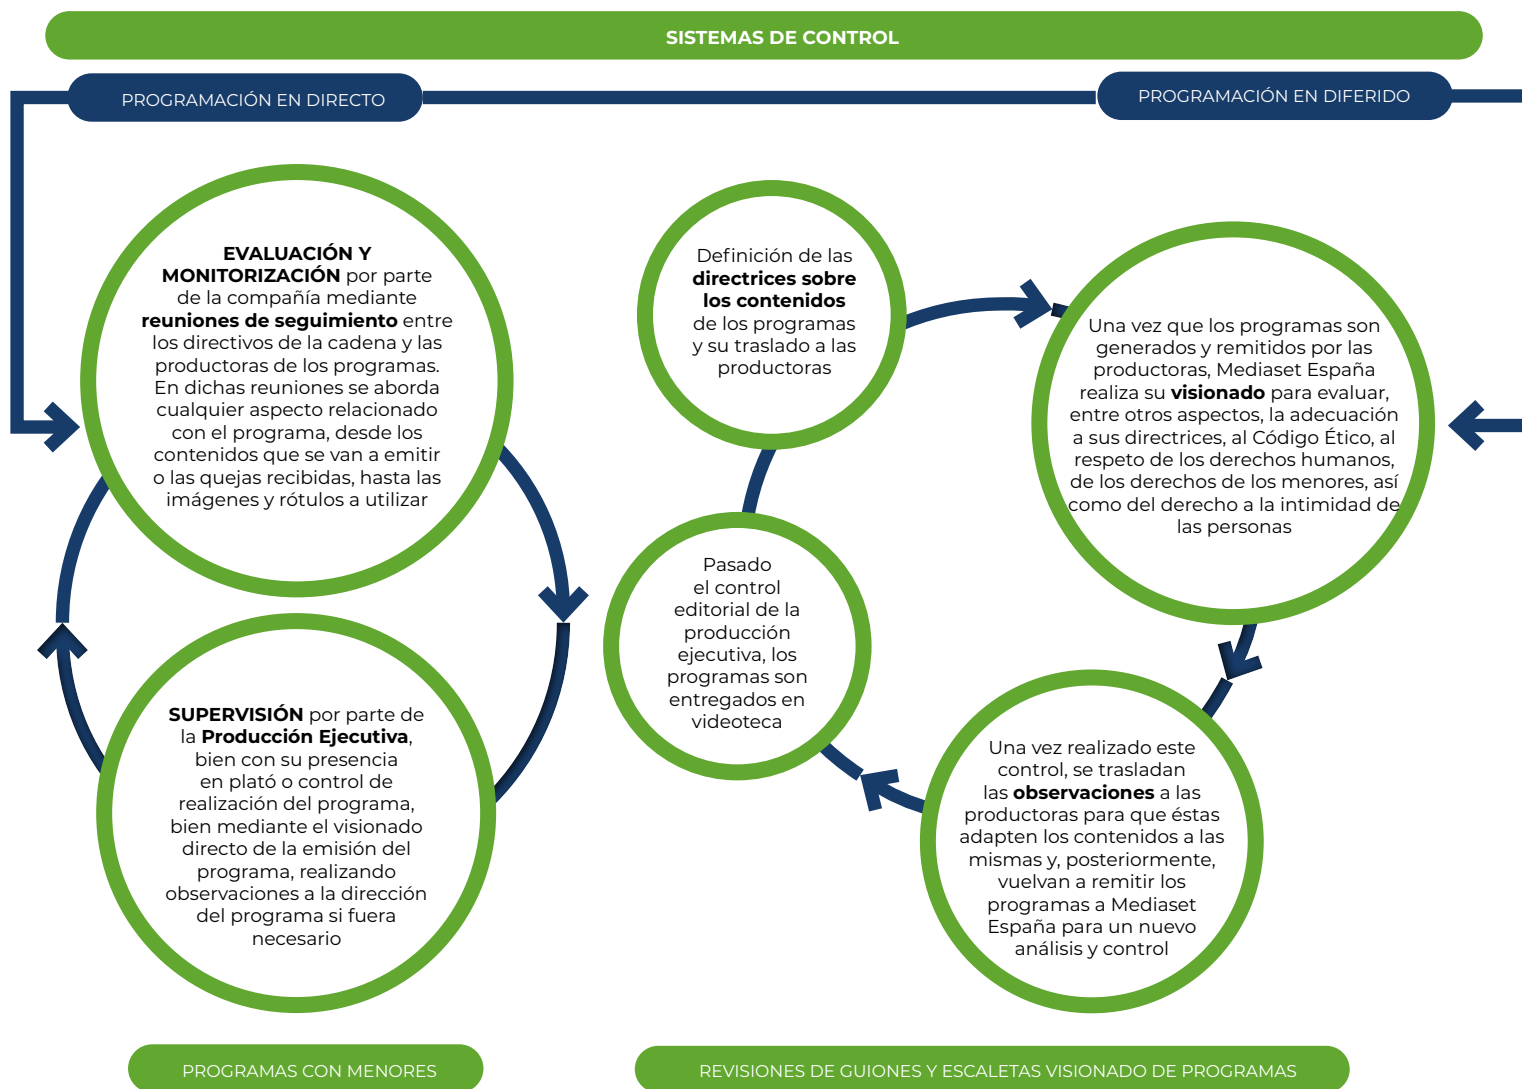 SISTEMAS DE CONTROL
PROGRAMACIÓN EN DIRECTO
PROGRAMACIÓN EN DIFERIDO
EVALUACIÓN Y
MONITORIZACIÓN por parte
de la compañía mediante
reuniones de seguimiento entre
los directivos de la cadena y las
productoras de los programas.
En dichas reuniones se aborda
cualquier aspecto relacionado
con el programa, desde los
contenidos que se van a emitir
o las quejas recibidas, hasta las
imágenes y rótulos a utilizar
SUPERVISIÓN por parte de
la Producción Ejecutiva,
bien con su presencia
en plató o control de
realización del programa,
bien mediante el visionado
directo de la emisión del
programa, realizando
observaciones a la dirección
del programa si fuera
necesario
Definición de las
directrices sobre
los contenidos
de los programas
y su traslado a las
productoras
Una vez que los programas son
generados y remitidos por las
productoras, Mediaset España
realiza su visionado para evaluar,
entre otros aspectos, la adecuación
a sus directrices, al Código Ético, al
respeto de los derechos humanos,
de los derechos de los menores, así
como del derecho a la intimidad de
las personas
Una vez realizado este
control, se trasladan
las observaciones a las
productoras para que éstas
adapten los contenidos a las
mismas y, posteriormente,
vuelvan a remitir los
programas a Mediaset
España para un nuevo
análisis y control
Pasado
el control
editorial de la
producción
ejecutiva, los
programas son
entregados en
videoteca
PROGRAMAS CON MENORES
REVISIONES DE GUIONES Y ESCALETAS VISIONADO DE PROGRAMAS